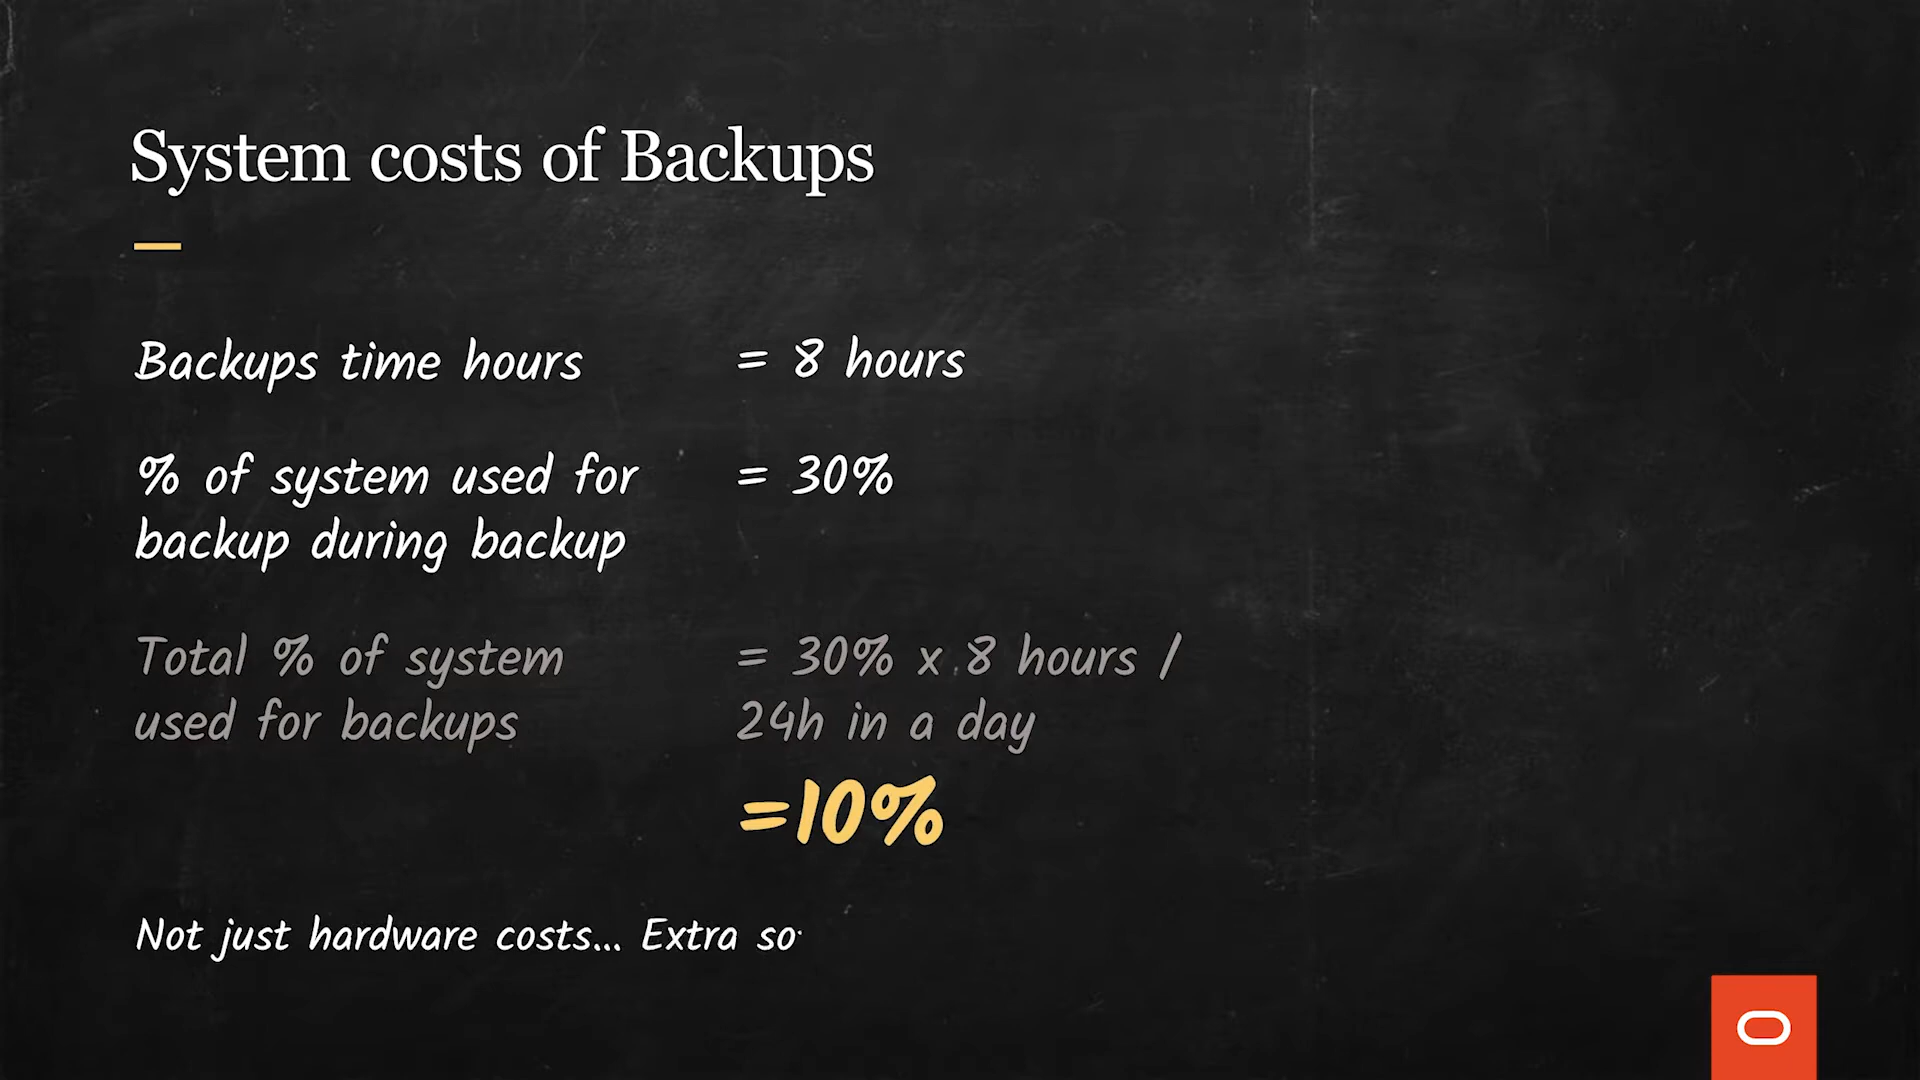 System costs of Backups
Backups time hours = 8 hours
% of system used for = 30%
backup during backup
Total % of system = 30% x 8 hours /
used for backups 24h in a day
=10%
Not just hardware costs... Extra so